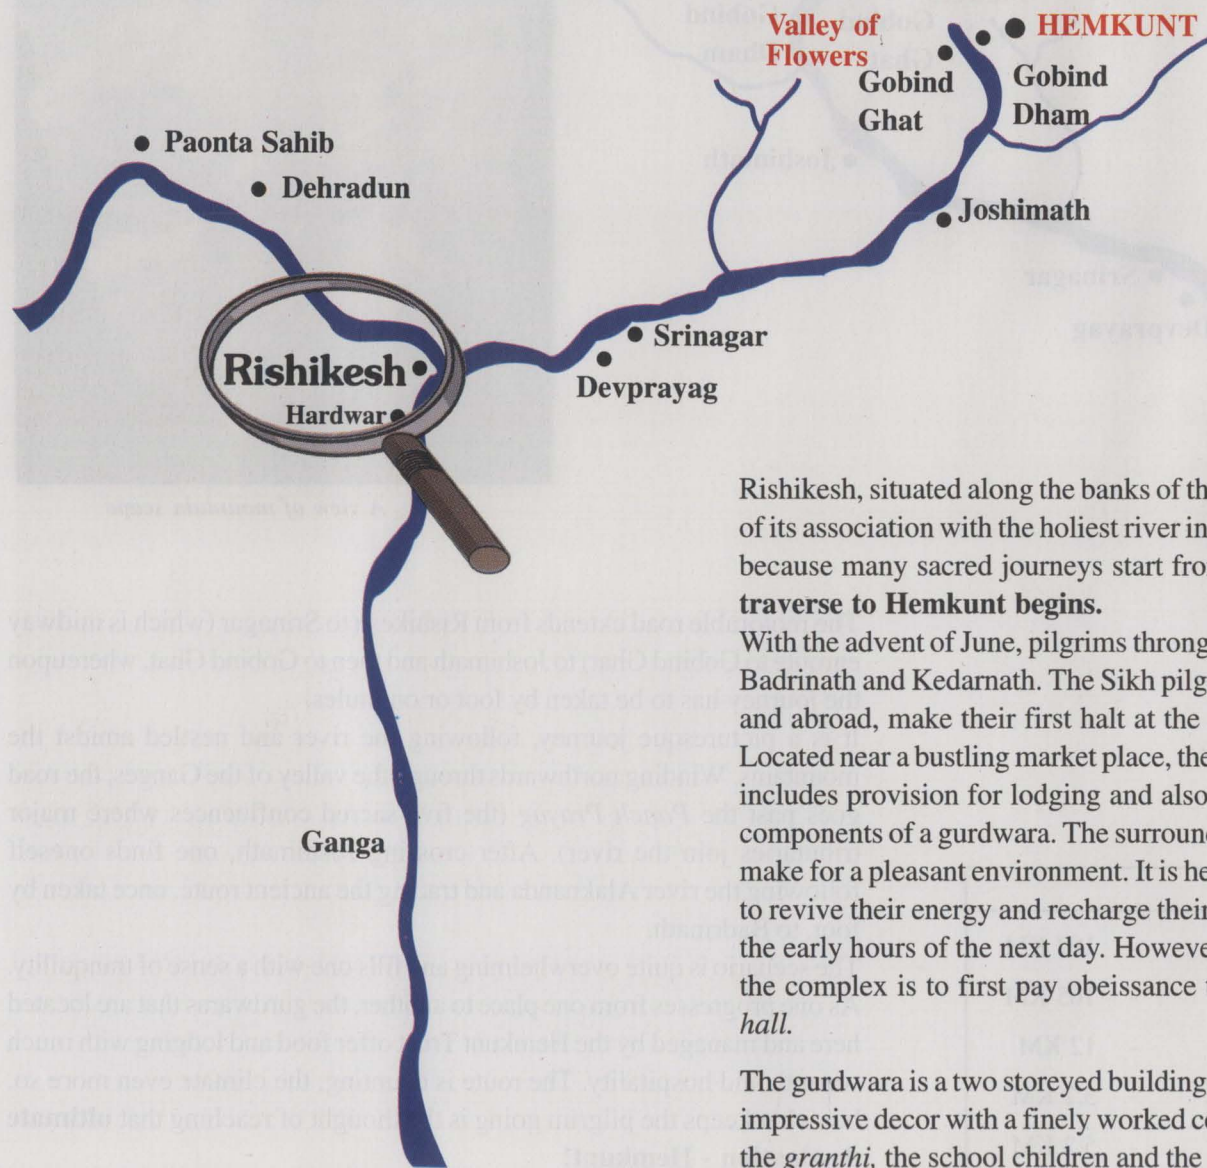 Valley of
Flowers
HEMKUNT
Gobind
Ghat
Gobind
Dham
Paonta Sahib
Dehradun
Joshimath
Srinagar
Devprayag
Rishikesh
Hardwar
Ganga
Rishikesh, situated along the banks of th
of its association with the holiest river in
because many sacred journeys start fro
traverse to Hemkunt begins.
With the advent of June, pilgrims throng
Badrinath and Kedarnath. The Sikh pilg
and abroad, make their first halt at the
Located near a bustling market place, the
includes provision for lodging and also
components of a gurdwara. The surroun
make for a pleasant environment. It is he
to revive their energy and recharge their
the early hours of the next day. Howeve
the complex is to first pay obeissance
hall.
The gurdwara is a two storeyed building
impressive decor with a finely worked c
the granthi, the school children and the